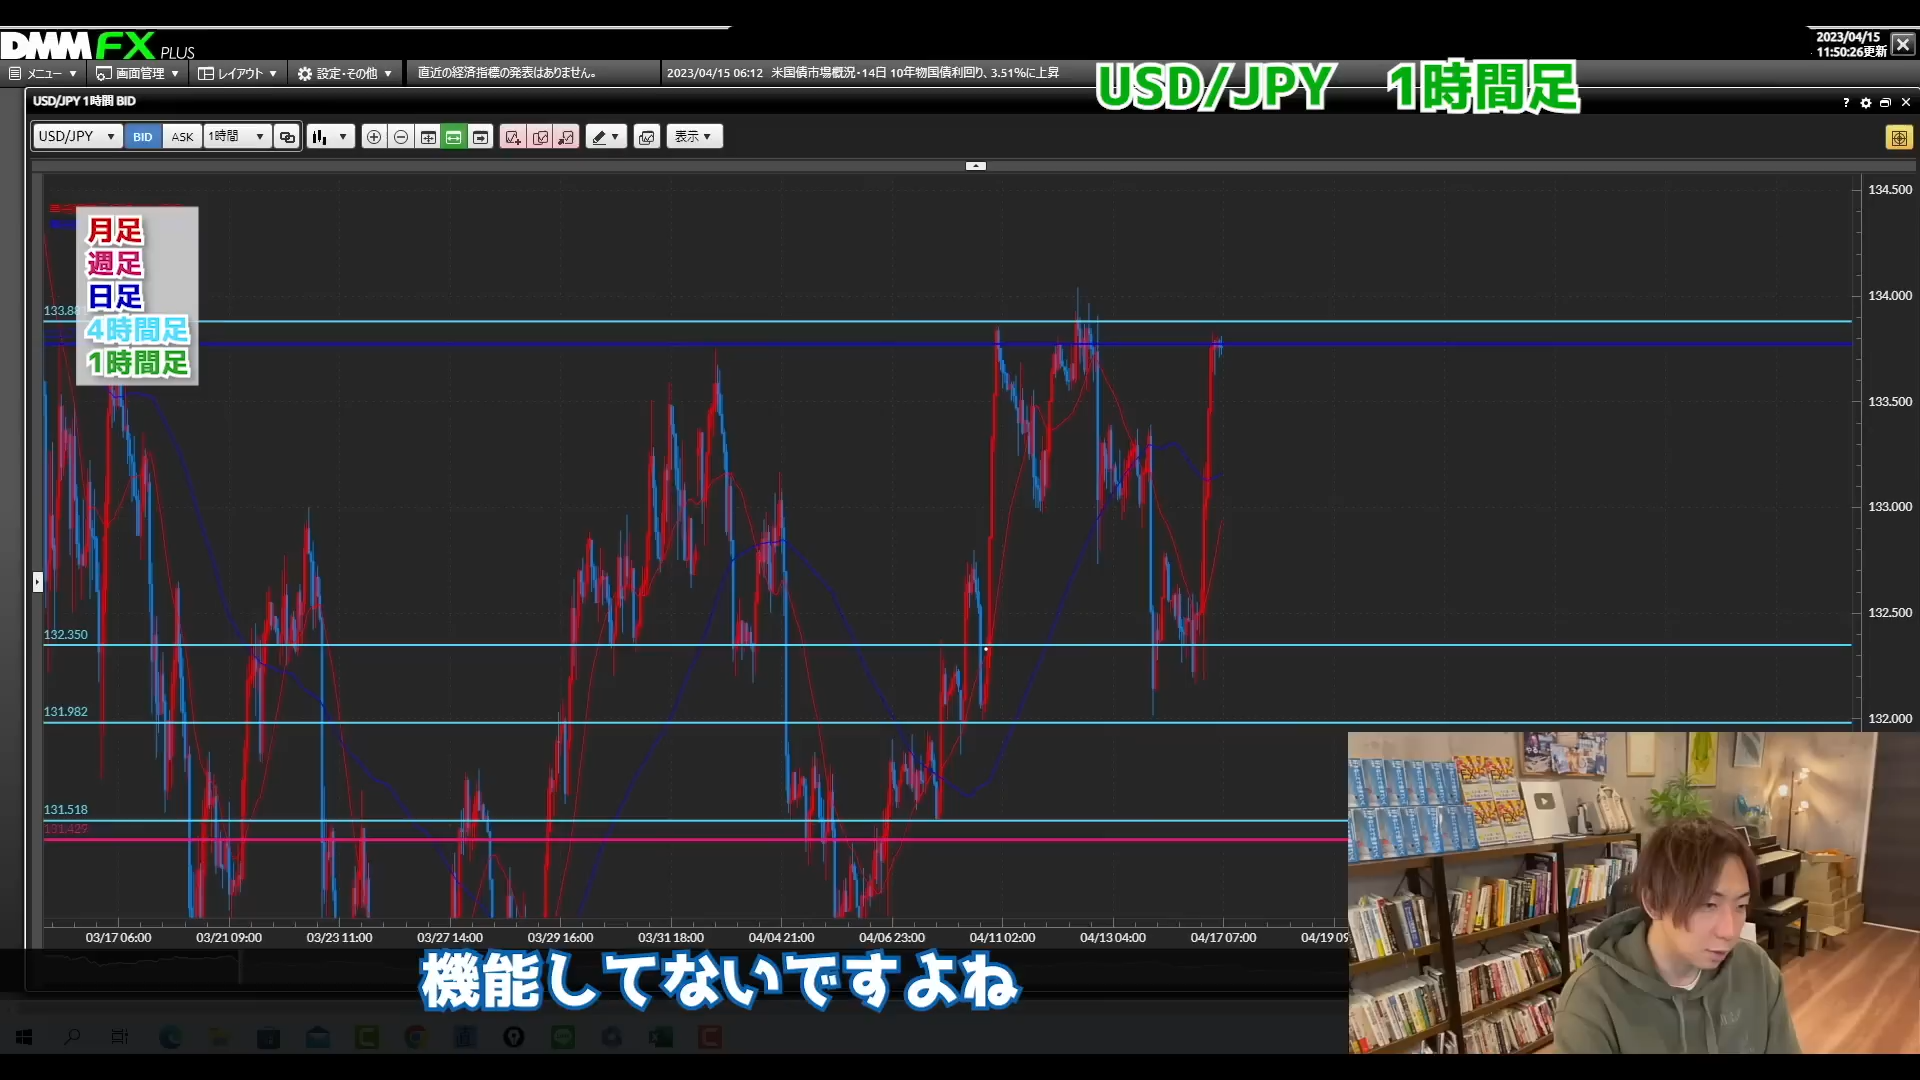 DMM FX PLUS
2023/04/15
11:50:26更新
メニュー
画面管理
レイアウト
設定・その他
直近の経済指標の発表はありません。
2023/04/15 06:12 米国債市場概況・14日 10年物国債利回り、3.51%に上昇
USD/JPY 1時間足
USD/JPY 1時間 BID
USD/JPY
BID
ASK
1時間
表示
134.500
月足
週足
日足
4時間足
1時間足
134.000
133.88
133.500
133.000
132.500
132.350
131.982
132.000
131.518
131.429
03/17 06:00
03/21 09:00
03/23 11:00
03/27 14:00
03/29 16:00
03/31 18:00
04/04 21:00
04/06 23:00
04/11 02:00
04/13 04:00
04/17 07:00
04/19 09
機能してないですよね